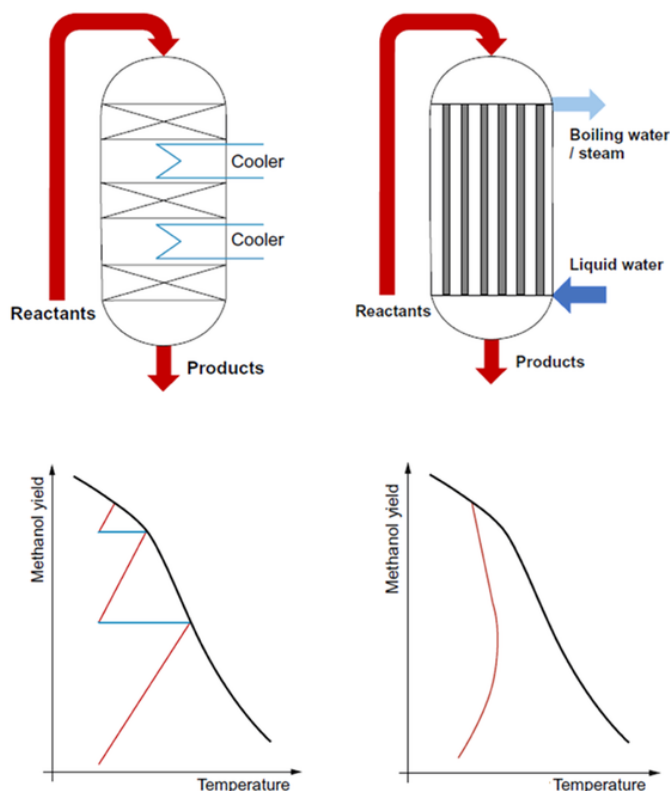 Cooler
Cooler
Reactants
Products
Boiling water
/ steam
Liquid water
Reactants
Products
Methanol yield
Temperature
Methanol yield
Temperature